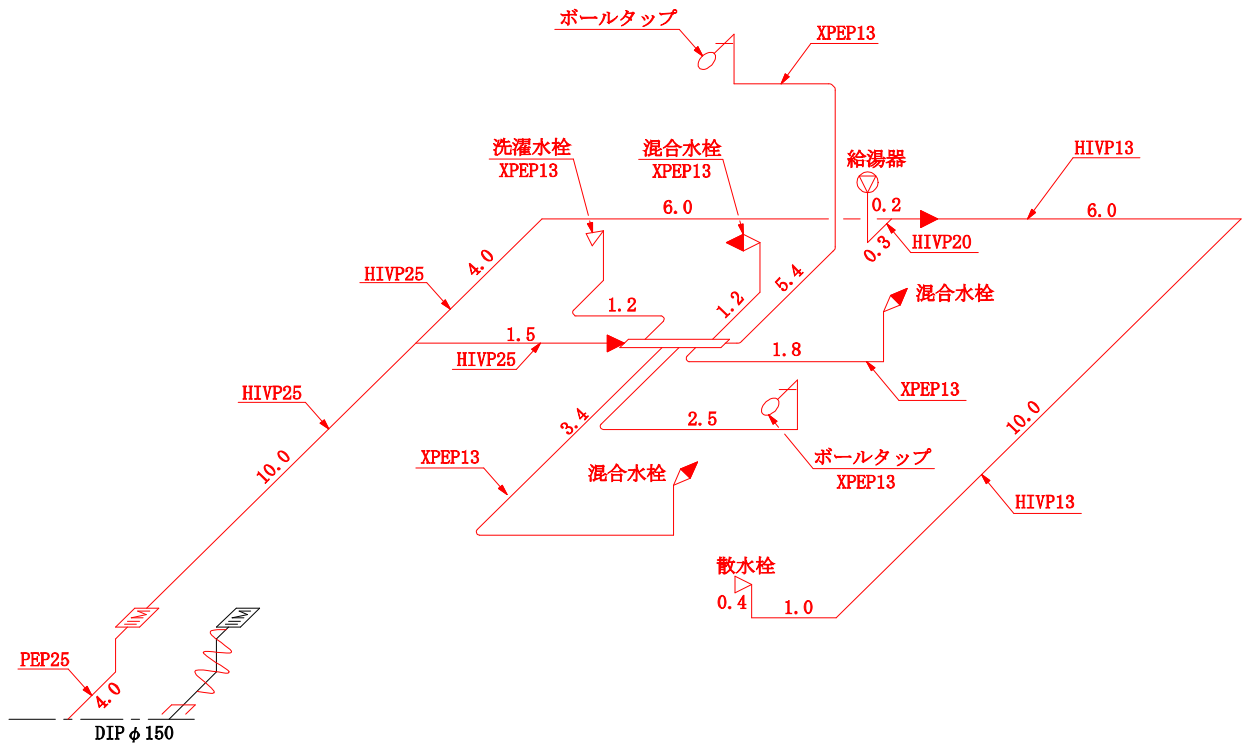 ボールタップ
XPEP13
洗濯水栓
XPEP13
混合水栓
XPEP13
給湯器
HIVP13
6.0
0.2
6.0
HIVP20
0.3
4.0
HIVP25
5.4
1.2
1.2
混合水栓
1.5
HIVP25
1.8
XPEP13
HIVP25
10.0
3.4
2.5
10.0
XPEP13
混合水栓
ボールタップ
XPEP13
HIVP13
散水栓
0.4
1.0
M
M
PEP25
4.0
DIPφ150